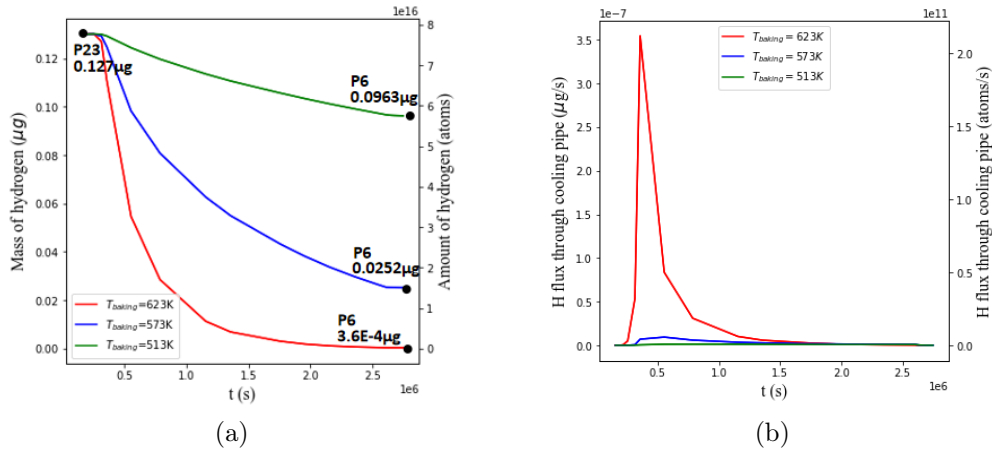 1e16
0.12
0.10
0.08
0.06
0.04
0.02
0.00
Mass of hydrogen (μg)
P23
0.127μg
P6
0.0963μg
P6
0.0252μg
P6
3.6E-4μg
T_baking=623K
T_baking=573K
T_baking=513K
8
7
6
5
4
3
2
1
0
Amount of hydrogen (atoms)
0.5
1.0
1.5
2.0
2.5
1e6
t (s)
(a)
1e-7
1e11
3.5
3.0
2.5
2.0
1.5
1.0
0.5
0.0
H flux through cooling pipe (μg/s)
T_baking = 623K
T_baking = 573K
T_baking = 513K
2.0
1.5
1.0
0.5
0.0
H flux through cooling pipe (atoms/s)
0.5
1.0
1.5
2.0
2.5
1e6
t (s)
(b)